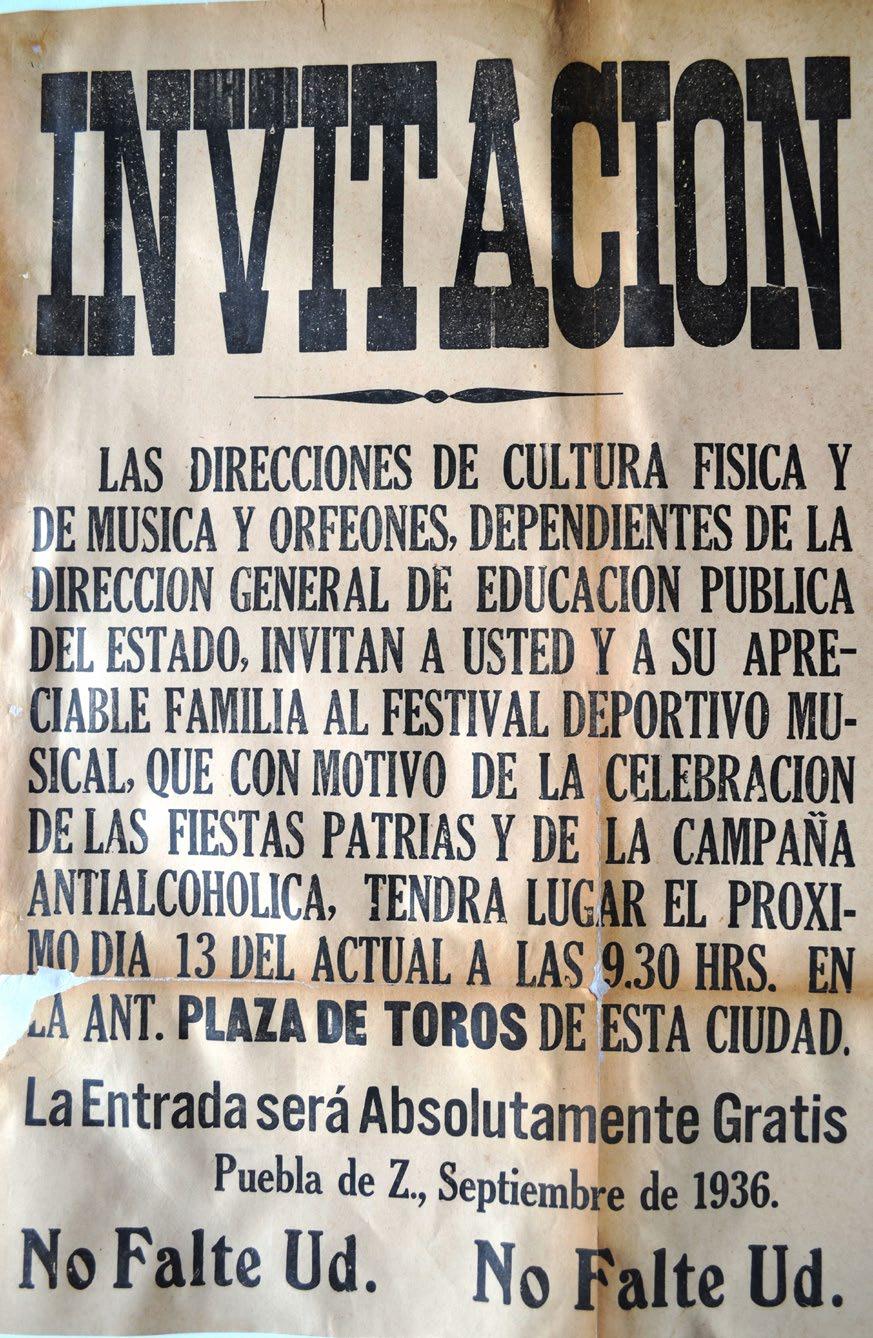 INVITACION
LAS DIRECCIONES DE CULTURA FISICA Y
DE MUSICA Y ORFEONES, DEPENDIENTES DE LA
DIRECCION GENERAL DE EDUCACION PUBLICA
DEL ESTADO, INVITAN A USTED Y A SU APRE-
CIABLE FAMILIA AL FESTIVAL DEPORTIVO MU-
SICAL, QUE CON MOTIVO DE LA CELEBRACION
DE LAS FIESTAS PATRIAS Y DE LA CAMPAÑA
ANTIALCOHOLICA, TENDRA LUGAR EL PROXI-
MO DIA 13 DEL ACTUAL A LAS 9.30 HRS. EN
LA ANT. PLAZA DE TOROS DE ESTA CIUDAD.
La Entrada será Absolutamente Gratis
Puebla de Z., Septiembre de 1936.
No Falte Ud. No Falte Ud.